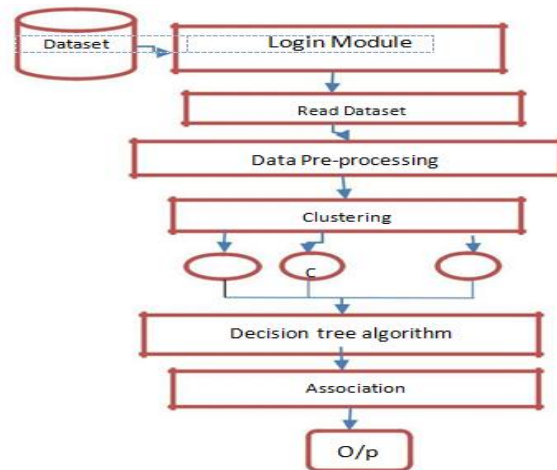 Dataset
Login Module
Read Dataset
Data Pre-processing
Clustering
C
Decision tree algorithm
Association
O/p